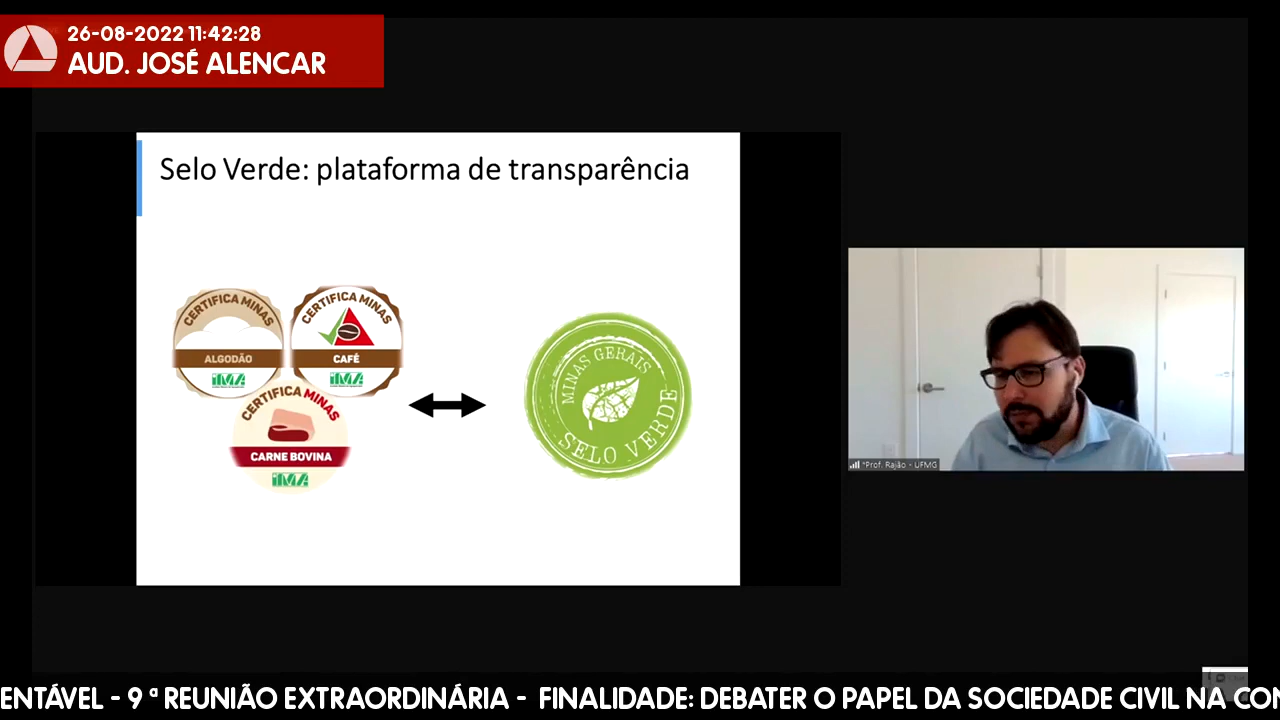 26-08-2022 11:42:28
AUD. JOSÉ ALENCAR
Selo Verde: plataforma de transparência
CERTIFICA MINAS
ALGODÃO
iMA
CERTIFICA MINAS
CAFÉ
iMA
CERTIFICA MINAS
CARNE BOVINA
iMA
MINAS GERAIS
SELO VERDE
*Prof. Rajão - UFMG
ENTÁVEL - 9 ª REUNIÃO EXTRAORDINÁRIA - FINALIDADE: DEBATER O PAPEL DA SOCIEDADE CIVIL NA CON